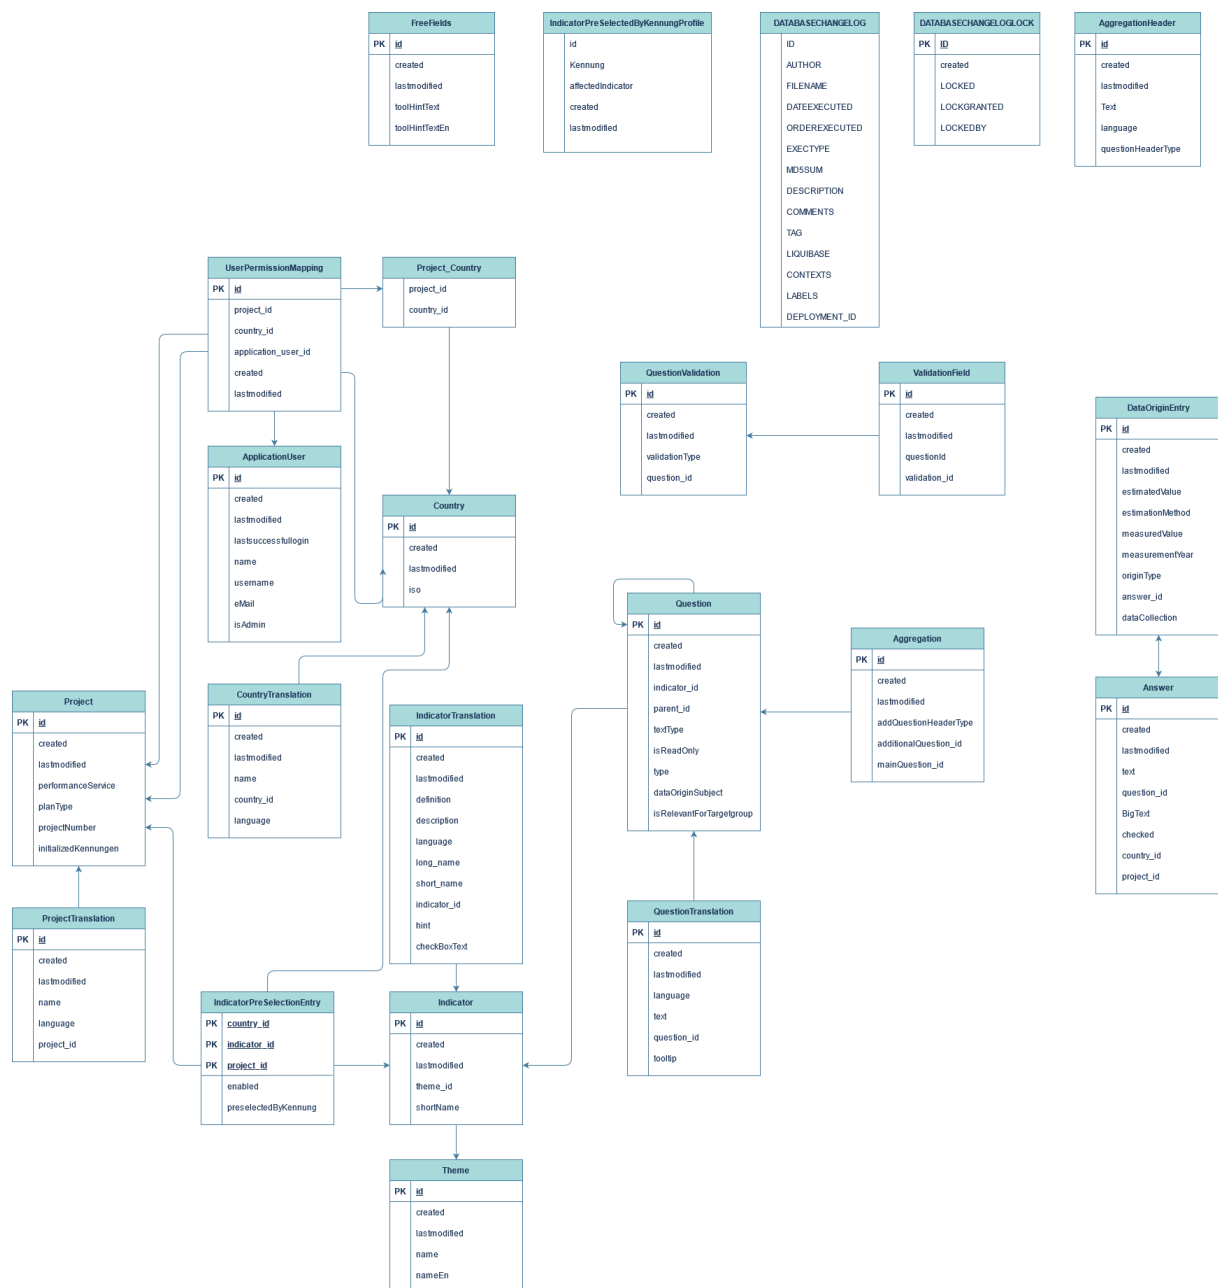 FreeFields
PK id
created
lastmodified
toolHintText
toolHintTextEn
IndicatorPreSelectedByKennungProfile
id
Kennung
affectedIndicator
created
lastmodified
DATABASECHANGELOG
ID
AUTHOR
FILENAME
DATEEXECUTED
ORDEREXECUTED
EXECTYPE
MD5SUM
DESCRIPTION
COMMENTS
TAG
LIQUIBASE
CONTEXTS
LABELS
DEPLOYMENT_ID
DATABASECHANGELOGLOCK
PK ID
created
LOCKED
LOCKGRANTED
LOCKEDBY
AggregationHeader
PK id
created
lastmodified
Text
language
questionHeaderType
UserPermissionMapping
PK id
project_id
country_id
application_user_id
created
lastmodified
Project_Country
project_id
country_id
QuestionValidation
PK id
created
lastmodified
validationType
question_id
ValidationField
PK id
created
lastmodified
questionId
validation_id
DataOriginEntry
PK id
created
lastmodified
estimatedValue
estimationMethod
measuredValue
measurementYear
originType
answer_id
dataCollection
ApplicationUser
PK id
created
lastmodified
lastsuccessfullogin
name
username
eMail
isAdmin
Country
PK id
created
lastmodified
iso
Question
PK id
created
lastmodified
indicator_id
parent_id
textType
isReadOnly
type
dataOriginSubject
isRelevantForTargetgroup
Aggregation
PK id
created
lastmodified
addQuestionHeaderType
additionalQuestion_id
mainQuestion_id
Answer
PK id
created
lastmodified
text
question_id
BigText
checked
country_id
project_id
Project
PK id
created
lastmodified
performanceService
planType
projectNumber
initializedKennungen
CountryTranslation
PK id
created
lastmodified
name
country_id
language
IndicatorTranslation
PK id
created
lastmodified
definition
description
language
long_name
short_name
indicator_id
hint
checkBoxText
ProjectTranslation
PK id
created
lastmodified
name
language
project_id
QuestionTranslation
PK id
created
lastmodified
language
text
question_id
tooltip
IndicatorPreSelectionEntry
PK country_id
PK indicator_id
PK project_id
enabled
preselectedByKennung
Indicator
PK id
created
lastmodified
theme_id
shortName
Theme
PK id
created
lastmodified
name
nameEn